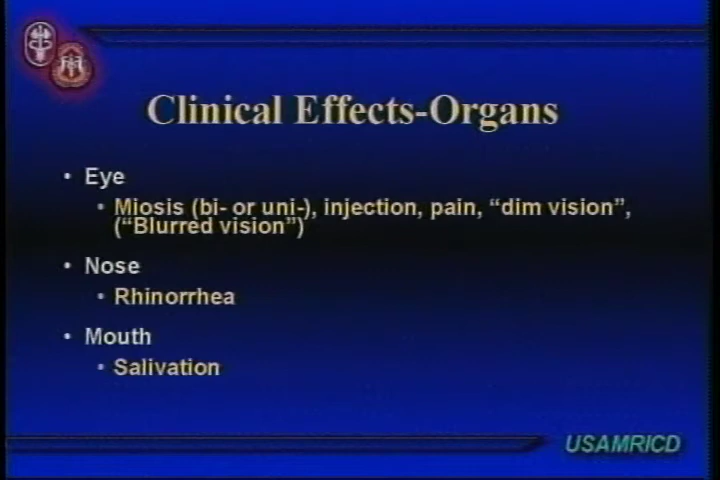 Clinical Effects-Organs
• Eye
• Miosis (bi- or uni-), injection, pain, “dim vision”,
(“Blurred vision”)
• Nose
• Rhinorrhea
• Mouth
• Salivation
USAMRICD